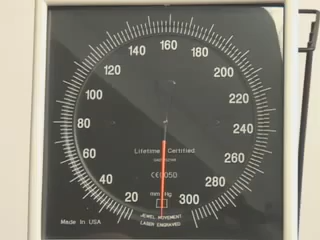 160
140 180
120 200
100 220
80 240
60 260
40 280
20 300
Lifetime Certified
CE0050
mm Hg
Made in USA
JEWEL MOVEMENT
LASER ENGRAVED